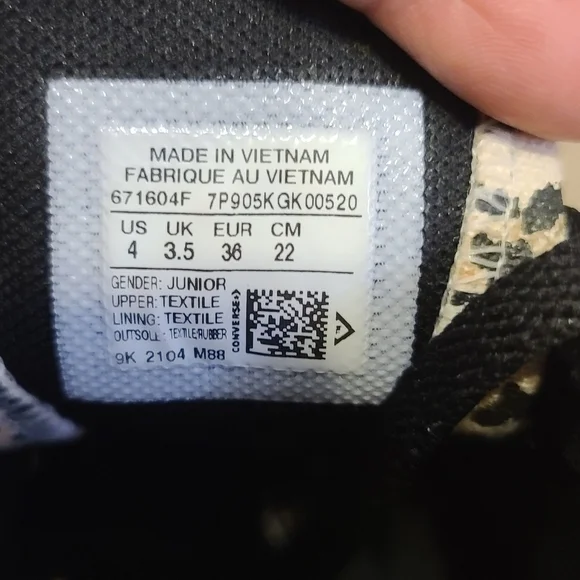 MADE IN VIETNAM
FABRIQUE AU VIETNAM
671604F 7P905KGK00520
US UK EUR CM
4 3.5 36 22
GENDER: JUNIOR
UPPER: TEXTILE
LINING: TEXTILE
OUTSOLE: TEXTILE/RUBBER
9K 2104 M88
CONVERSE